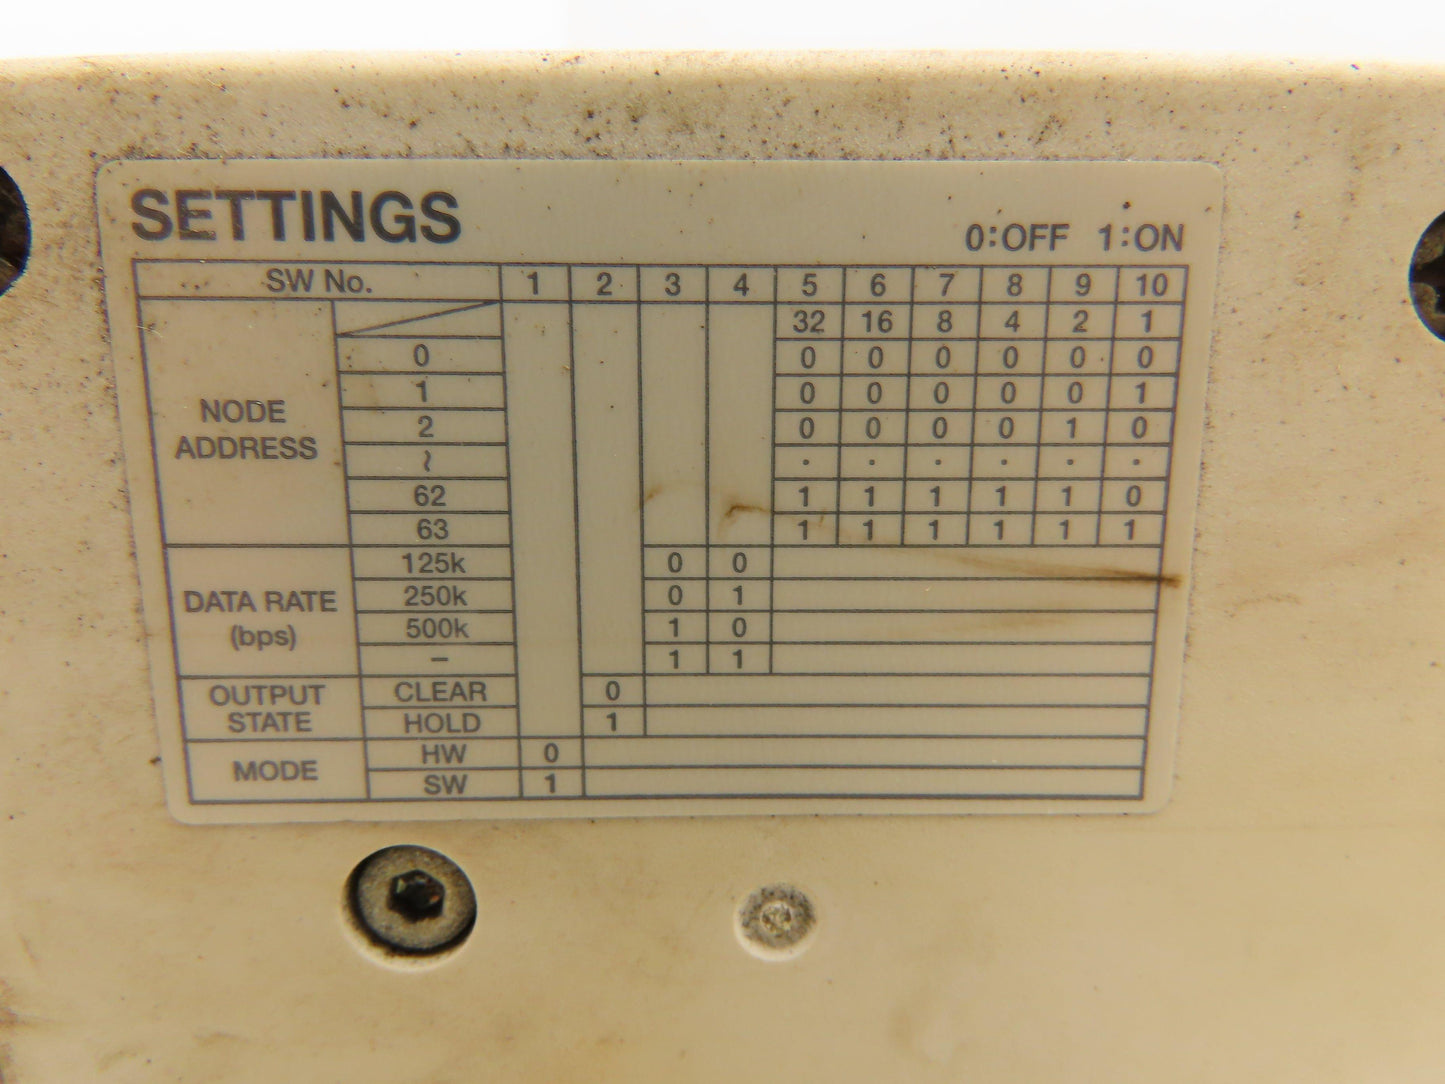 SETTINGS
0:OFF 1:ON
SW No. 1 2 3 4 5 6 7 8 9 10
32 16 8 4 2 1
NODE ADDRESS
0 0 0 0 0 0 0
1 0 0 0 0 0 1
2 0 0 0 0 1 0
≀ · · · · · ·
62 1 1 1 1 1 0
63 1 1 1 1 1 1
DATA RATE (bps)
125k 0 0
250k 0 1
500k 1 0
– 1 1
OUTPUT STATE
CLEAR 0
HOLD 1
MODE
HW 0
SW 1